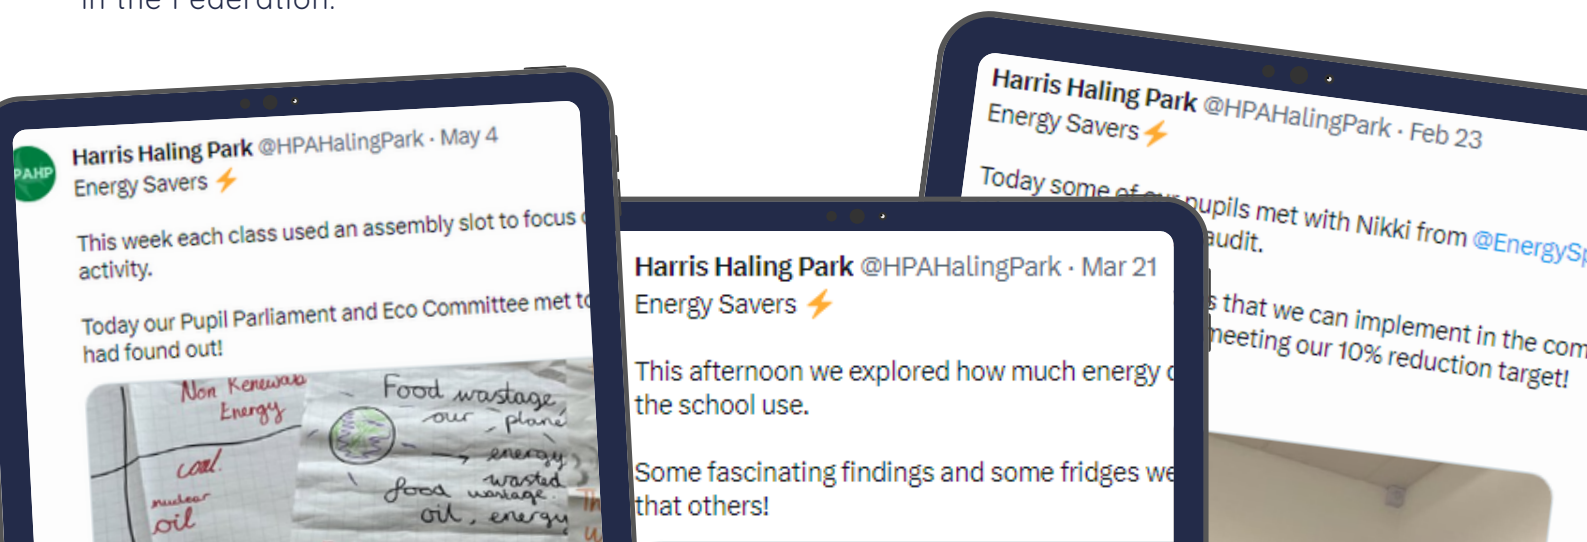 in the Federation.
PAHP
Harris Haling Park @HPAHalingPark · May 4
Energy Savers ⚡
This week each class used an assembly slot to focus
activity.
Today our Pupil Parliament and Eco Committee met to
had found out!
Non Renewab
Energy
coal.
nuclear
oil
Food wastage
our plane
→ energy
wasted
food wastage.
oil, energy
Harris Haling Park @HPAHalingPark · Mar 21
Energy Savers ⚡
This afternoon we explored how much energy
the school use.
Some fascinating findings and some fridges we
that others!
Harris Haling Park @HPAHalingPark · Feb 23
Energy Savers ⚡
Today some of our pupils met with Nikki from @EnergySp
audit.
s that we can implement in the com
meeting our 10% reduction target!